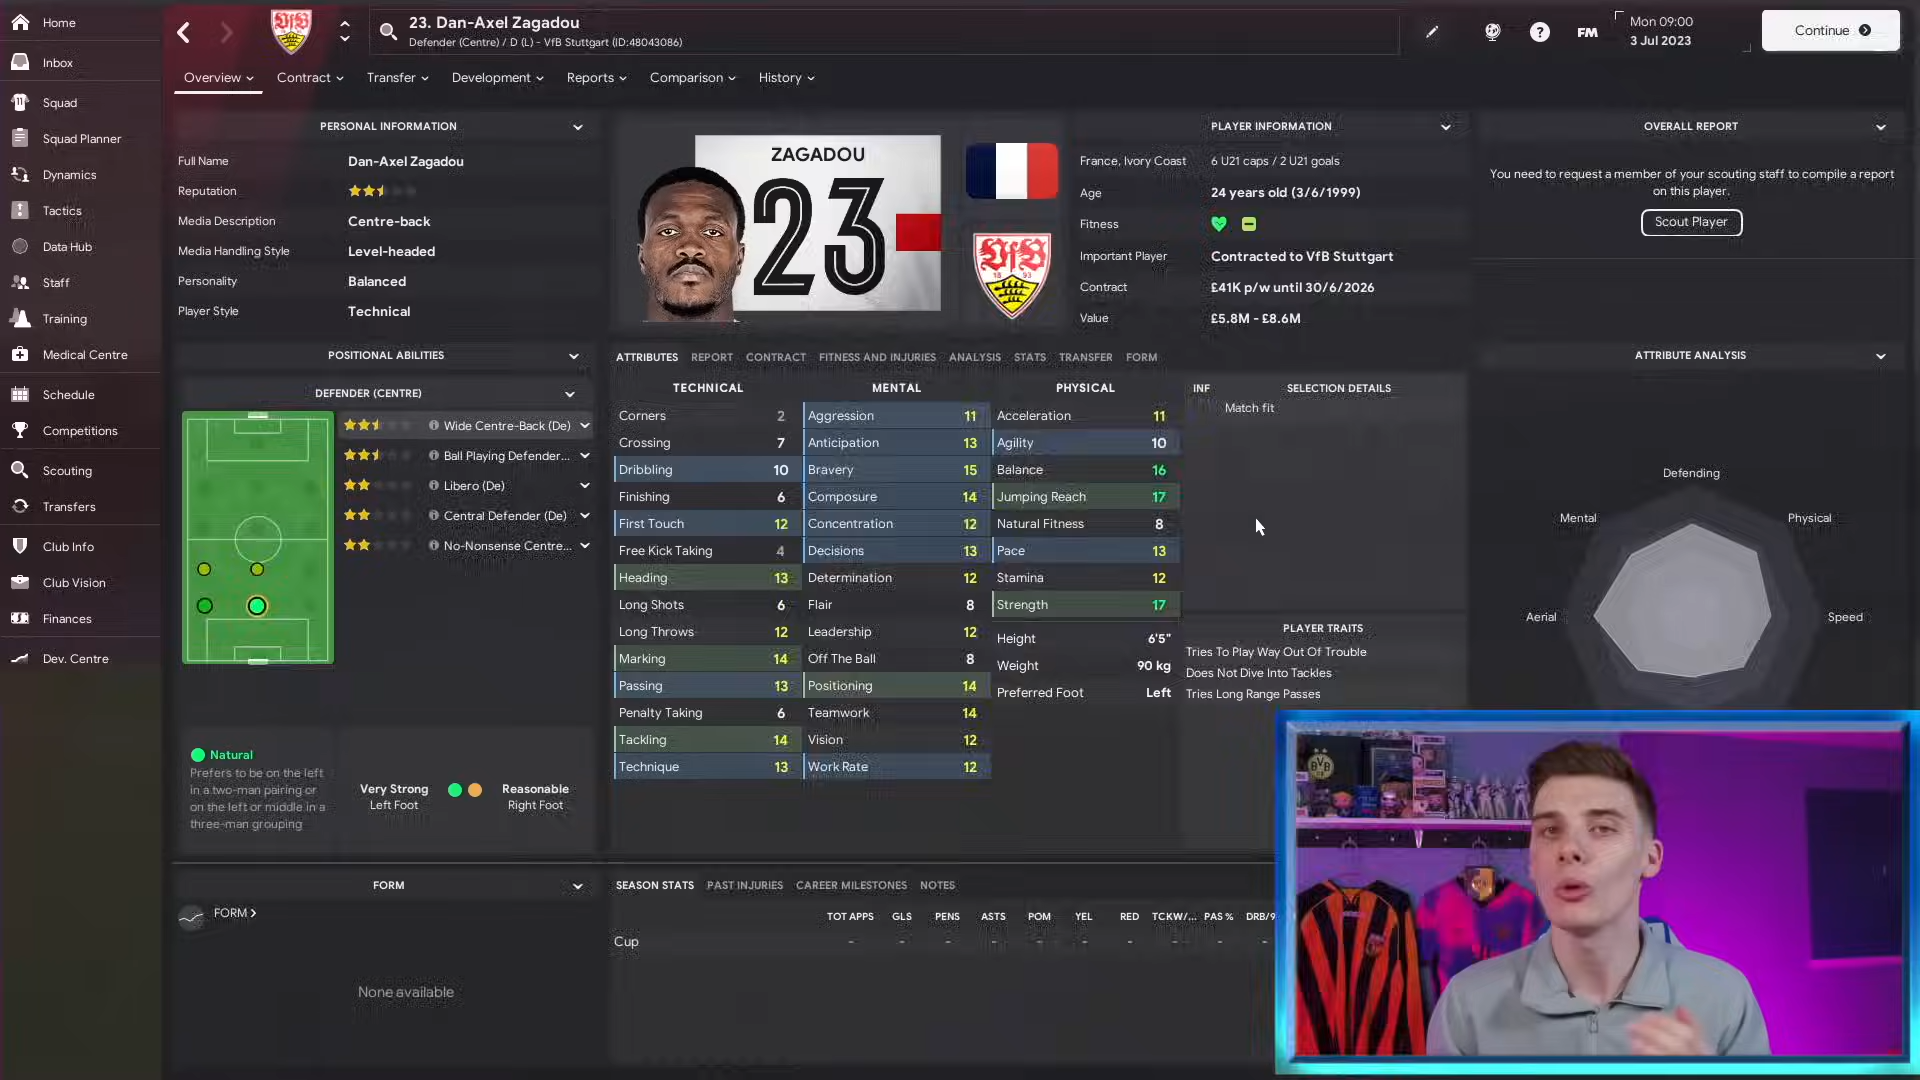 Home
Inbox
Squad
Squad Planner
Dynamics
Tactics
Data Hub
Staff
Training
Medical Centre
Schedule
Competitions
Scouting
Transfers
Club Info
Club Vision
Finances
Dev. Centre
23. Dan-Axel Zagadou
Defender (Centre) / D (L) - VfB Stuttgart (ID:48043086)
FM
Mon 09:00
3 Jul 2023
Continue
Overview Contract Transfer Development Reports Comparison History
PERSONAL INFORMATION
Full Name Dan-Axel Zagadou
Reputation
Media Description Centre-back
Media Handling Style Level-headed
Personality Balanced
Player Style Technical
ZAGADOU
23
VfB
18 93
PLAYER INFORMATION
France, Ivory Coast 6 U21 caps / 2 U21 goals
Age 24 years old (3/6/1999)
Fitness
Important Player Contracted to VfB Stuttgart
Contract £41K p/w until 30/6/2026
Value £5.8M - £8.6M
OVERALL REPORT
You need to request a member of your scouting staff to compile a report
on this player.
Scout Player
POSITIONAL ABILITIES
DEFENDER (CENTRE)
Wide Centre-Back (De)
Ball Playing Defender...
Libero (De)
Central Defender (De)
No-Nonsense Centre...
Natural
Prefers to be on the left
in a two-man pairing or
on the left or middle in a
three-man grouping
Very Strong
Left Foot
Reasonable
Right Foot
ATTRIBUTES REPORT CONTRACT FITNESS AND INJURIES ANALYSIS STATS TRANSFER FORM
TECHNICAL
Corners 2
Crossing 7
Dribbling 10
Finishing 6
First Touch 12
Free Kick Taking 4
Heading 13
Long Shots 6
Long Throws 12
Marking 14
Passing 13
Penalty Taking 6
Tackling 14
Technique 13
MENTAL
Aggression 11
Anticipation 13
Bravery 15
Composure 14
Concentration 12
Decisions 13
Determination 12
Flair 8
Leadership 12
Off The Ball 8
Positioning 14
Teamwork 14
Vision 12
Work Rate 12
PHYSICAL
Acceleration 11
Agility 10
Balance 16
Jumping Reach 17
Natural Fitness 8
Pace 13
Stamina 12
Strength 17
Height 6'5"
Weight 90 kg
Preferred Foot Left
INF SELECTION DETAILS
Match fit
PLAYER TRAITS
Tries To Play Way Out Of Trouble
Does Not Dive Into Tackles
Tries Long Range Passes
ATTRIBUTE ANALYSIS
Defending
Mental
Physical
Aerial
Speed
FORM
FORM
None available
SEASON STATS PAST INJURIES CAREER MILESTONES NOTES
TOT APPS GLS PENS ASTS POM YEL RED TCKW/... PAS % DRB/9
Cup - - - - - - - - - -
BVB